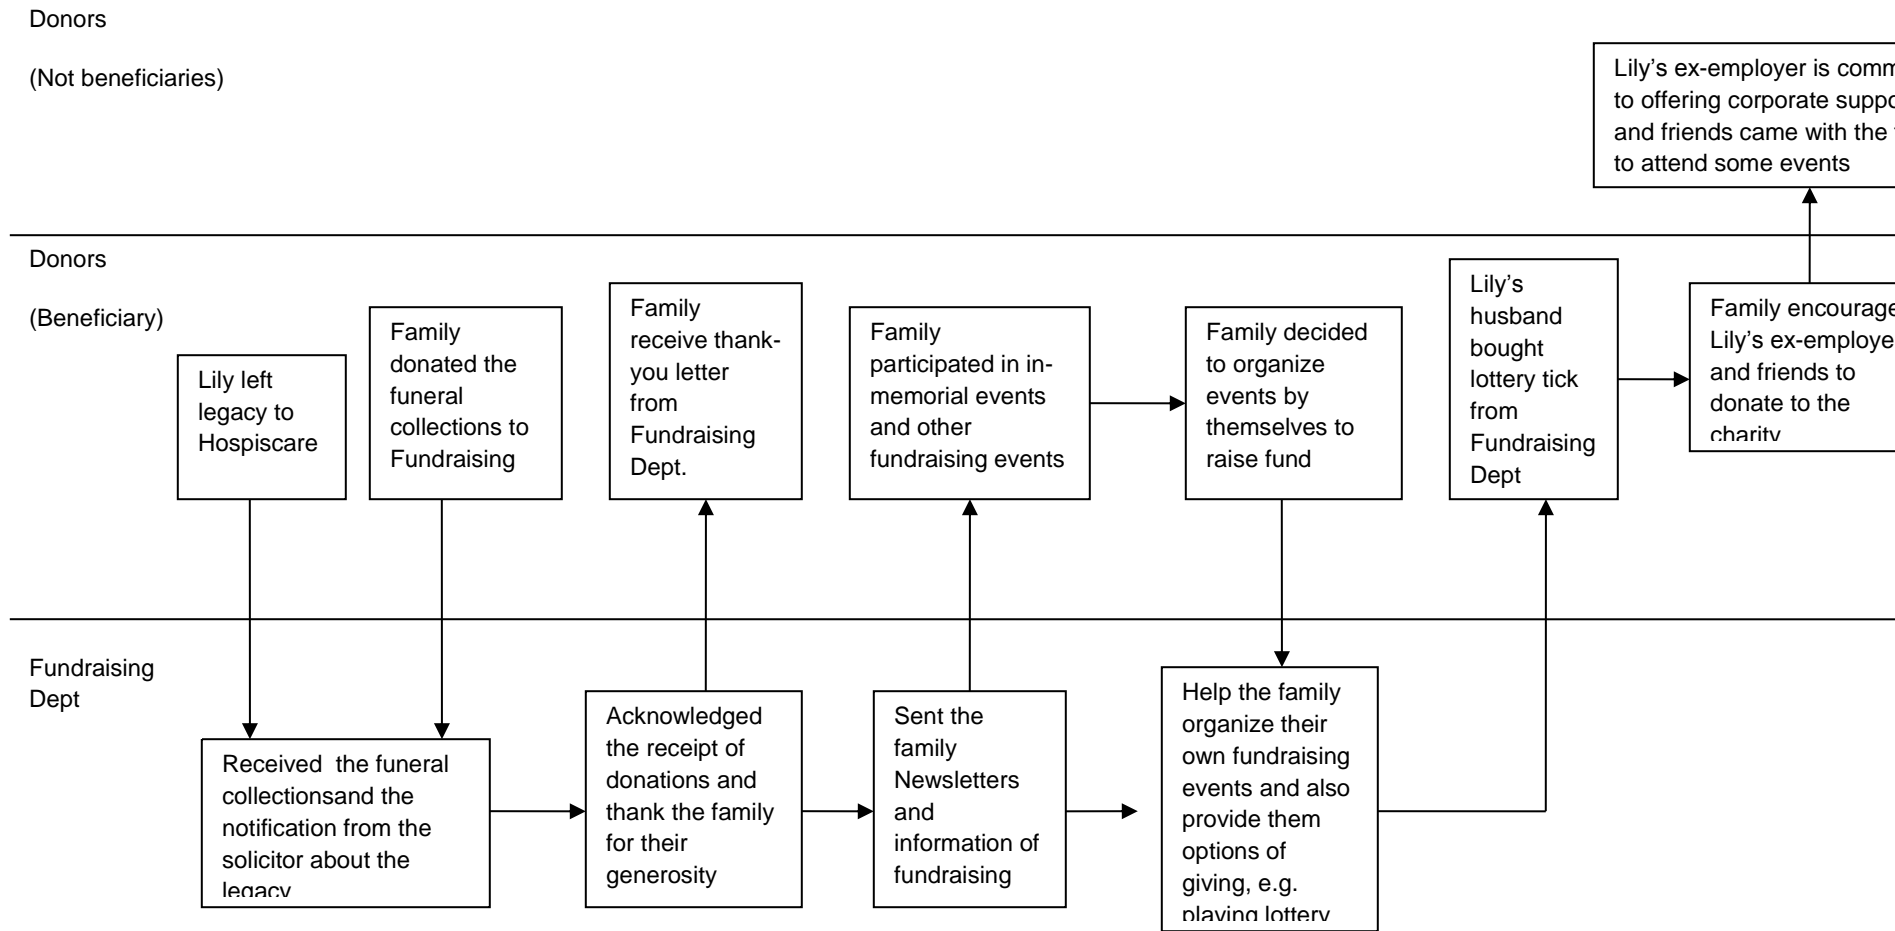 Donors
(Not beneficiaries)
Lily’s ex-employer is
to offering corporate
and friends came with the
to attend some events
Donors
(Beneficiary)
Lily left
legacy to
Hospiscare
Family
donated the
funeral
collections to
Fundraising
Family
receive thank-
you letter
from
Fundraising
Dept.
Family
participated in in-
memorial events
and other
fundraising events
Family decided
to organize
events by
themselves to
raise fund
Lily’s
husband
bought
lottery tick
from
Fundraising
Dept
Family
Lily’s
and friends to
donate to the
charity
Fundraising
Dept
Received  the funeral
collectionsand the
notification from the
solicitor about the
legacy
Acknowledged
the receipt of
donations and
thank the family
for their
generosity
Sent the
family
Newsletters
and
information of
fundraising
Help the family
organize their
own fundraising
events and also
provide them
options of
giving, e.g.
playing lottery